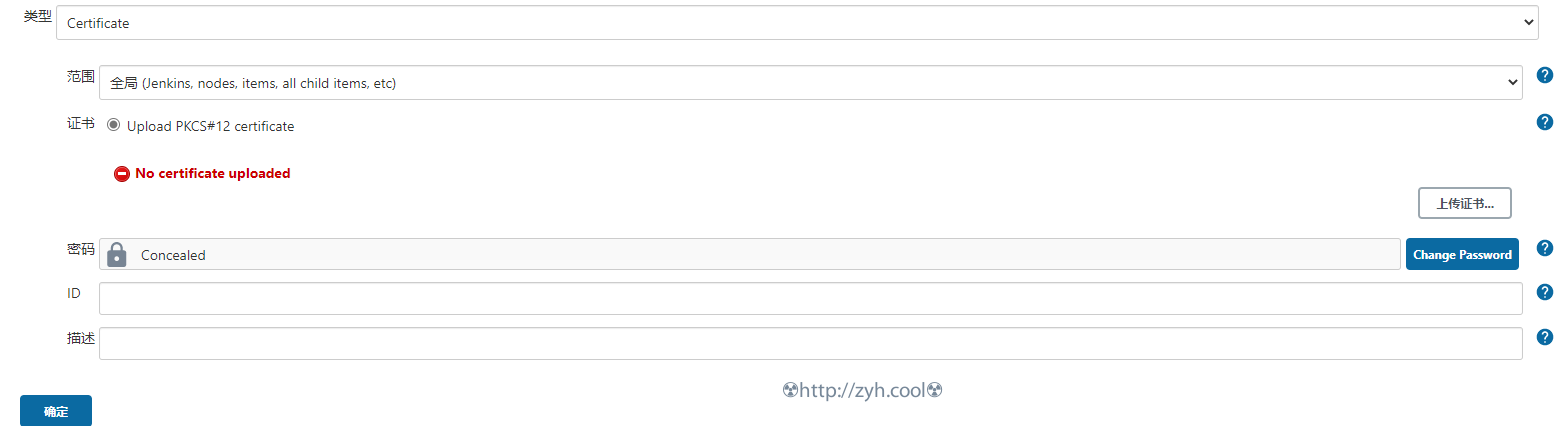 类型
Certificate
范围
全局 (Jenkins, nodes, items, all child items, etc)
证书
Upload PKCS#12 certificate
No certificate uploaded
上传证书...
密码
Concealed
Change Password
ID
描述
☢http://zyh.cool☢
确定